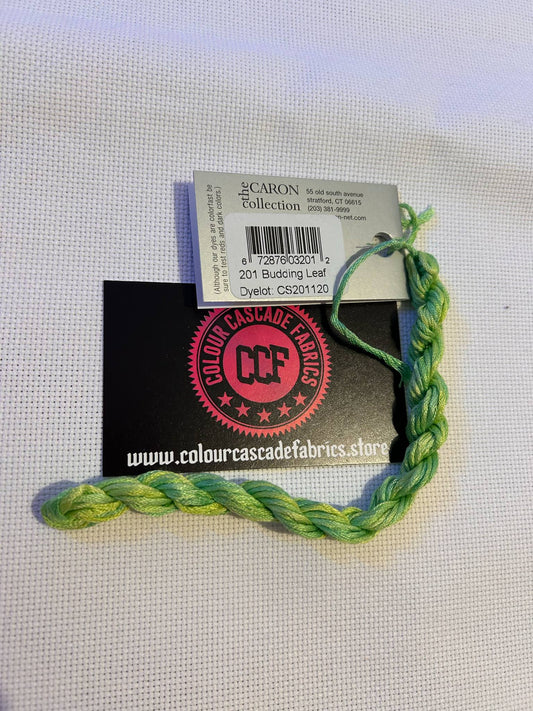 the CARON
collection
55 old south avenue
stratford, CT 06615
(203) 381-9999
n-net.com
(Although our dyes are colorfast be
sure to test reds and dark colors.)
6 72876 03201 2
201 Budding Leaf
Dyelot: CS201120
COLOUR CASCADE FABRICS
CCF
www.colourcascadefabrics.store